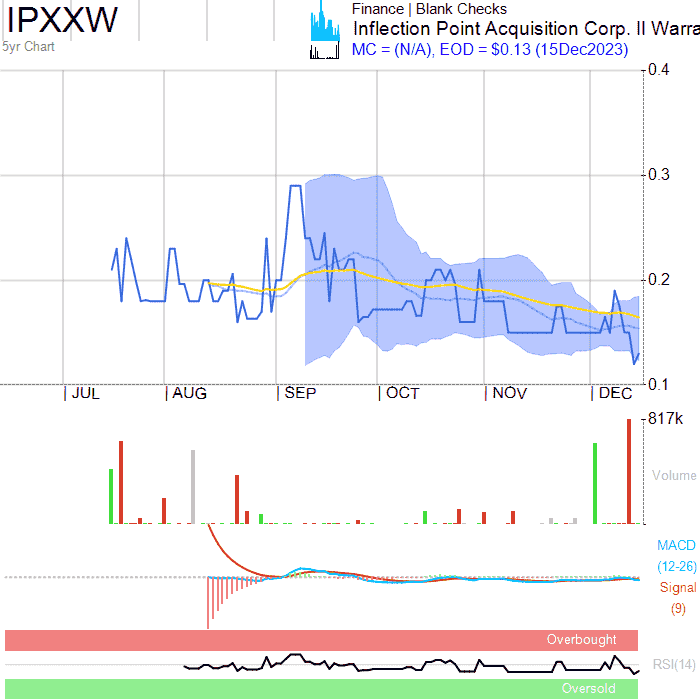 IPXXW
5yr Chart
Finance | Blank Checks
Inflection Point Acquisition Corp. II Warra
MC = (N/A), EOD = $0.13 (15Dec2023)
0.4
0.3
0.2
0.1
JUL AUG SEP OCT NOV DEC
817k
Volume
MACD
(12-26)
Signal
(9)
Overbought
RSI(14)
Oversold